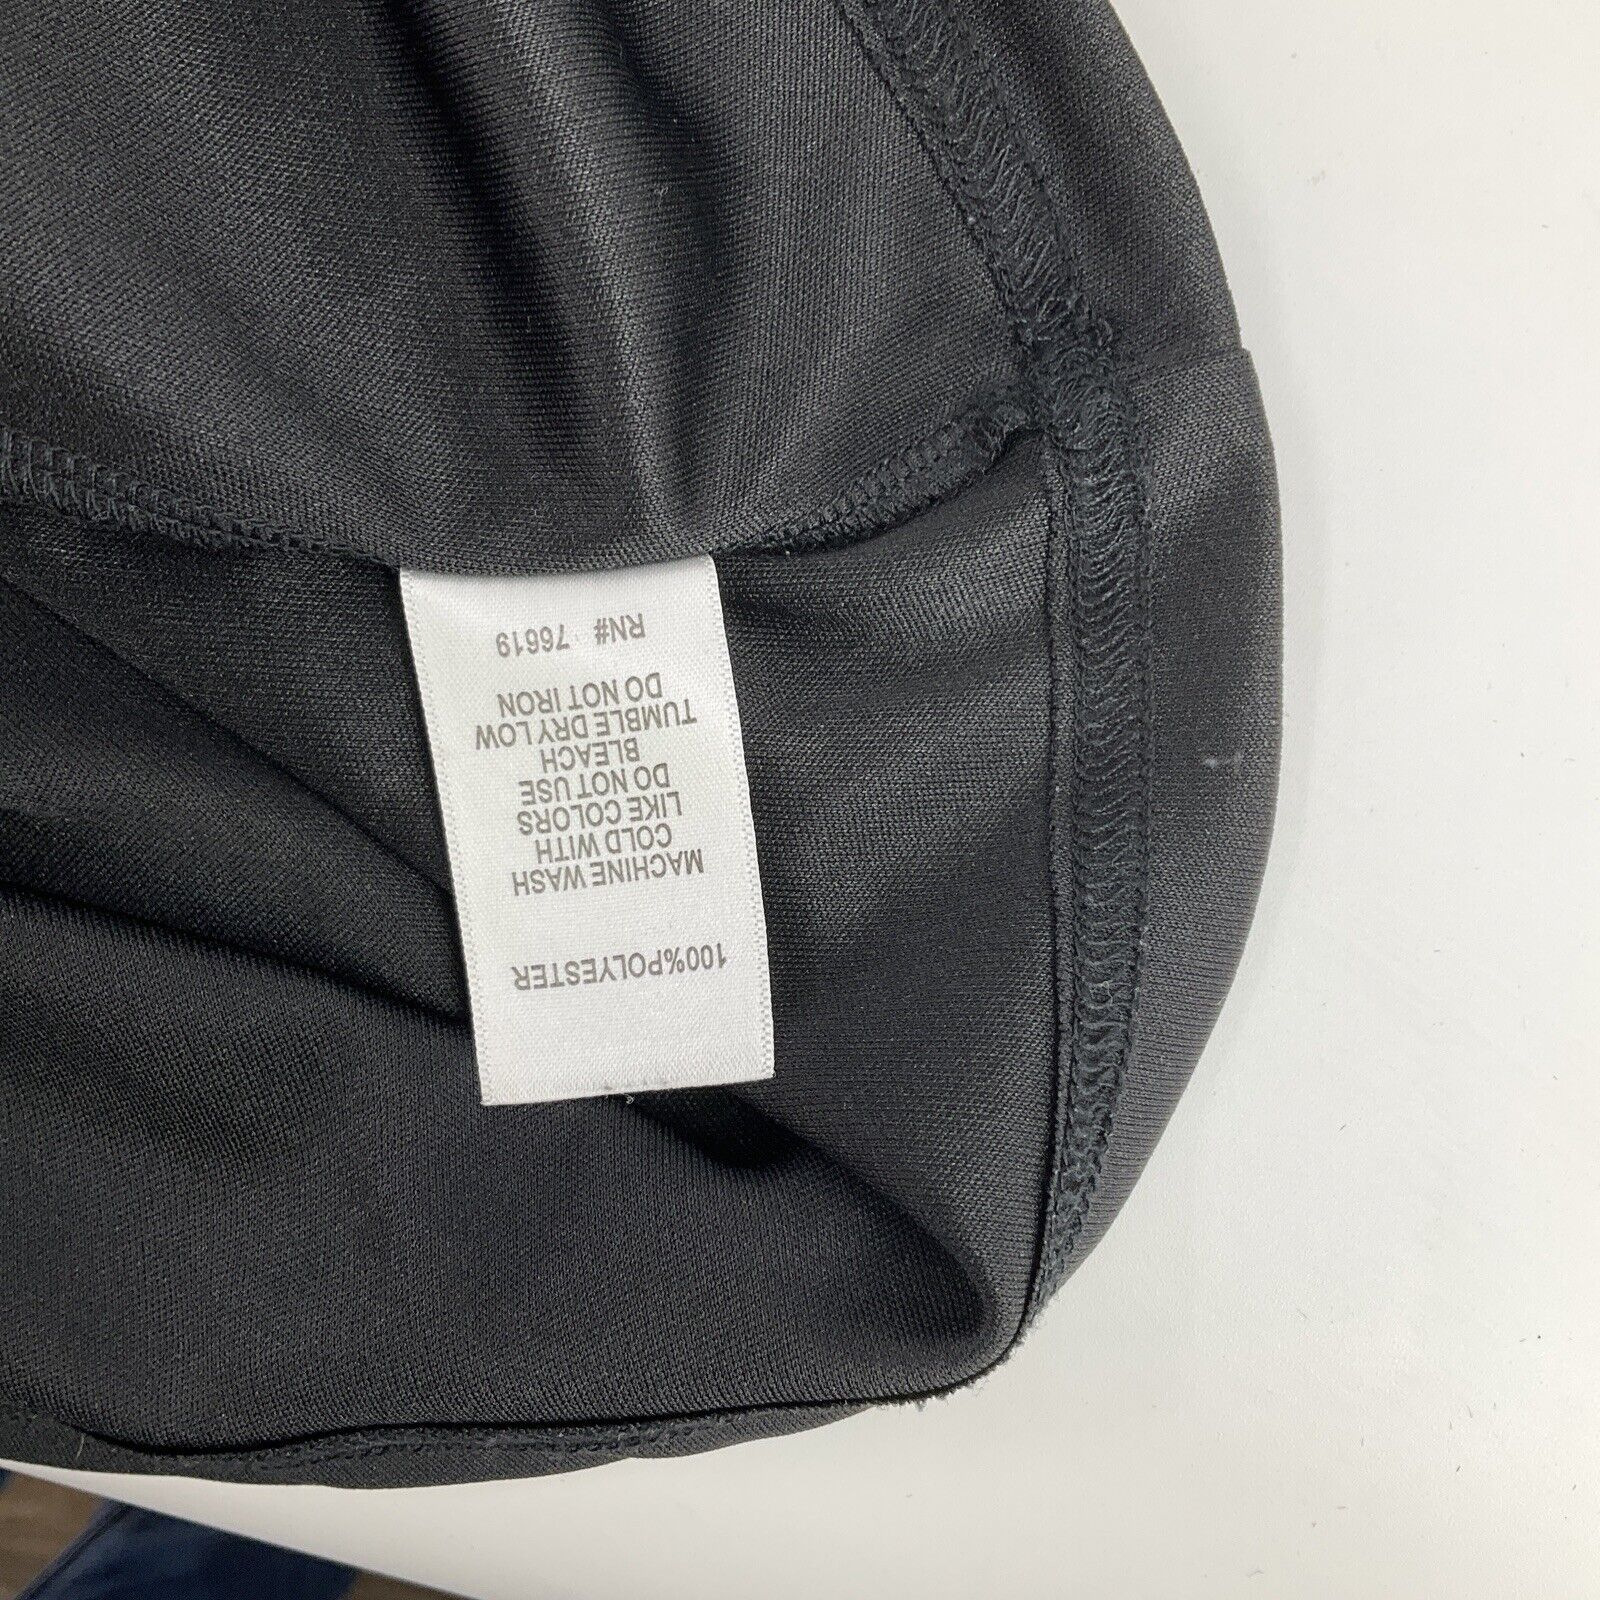 100%POLYESTER
MACHINE WASH
COLD WITH
LIKE COLORS
DO NOT USE
BLEACH
TUMBLE DRY LOW
DO NOT IRON
RN# 76619